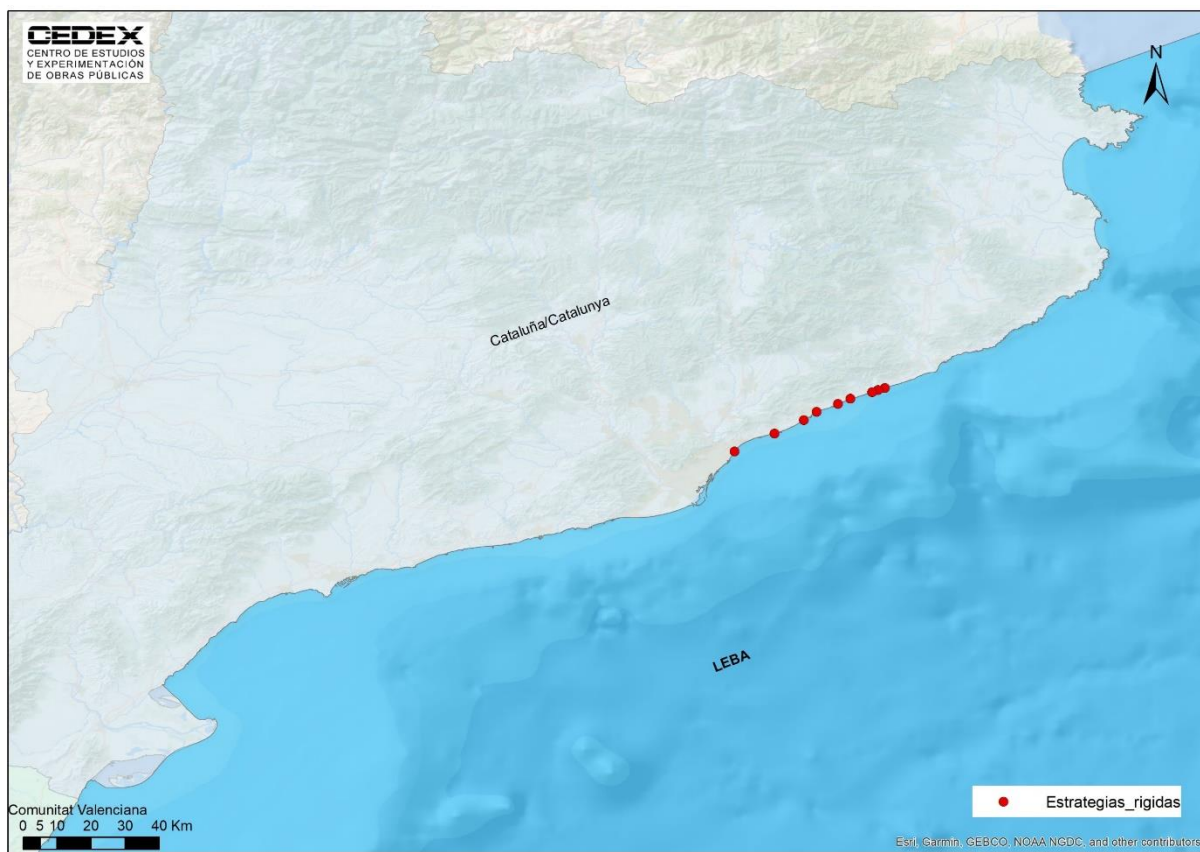 CEDEX
CENTRO DE ESTUDIOS
Y EXPERIMENTACIÓN
DE OBRAS PÚBLICAS
N
Cataluña/Catalunya
LEBA
Estrategias_rigidas
Comunitat Valenciana
0 5 10 20 30 40 Km
Esri, Garmin, GEBCO, NOAA NGDC, and other contributors